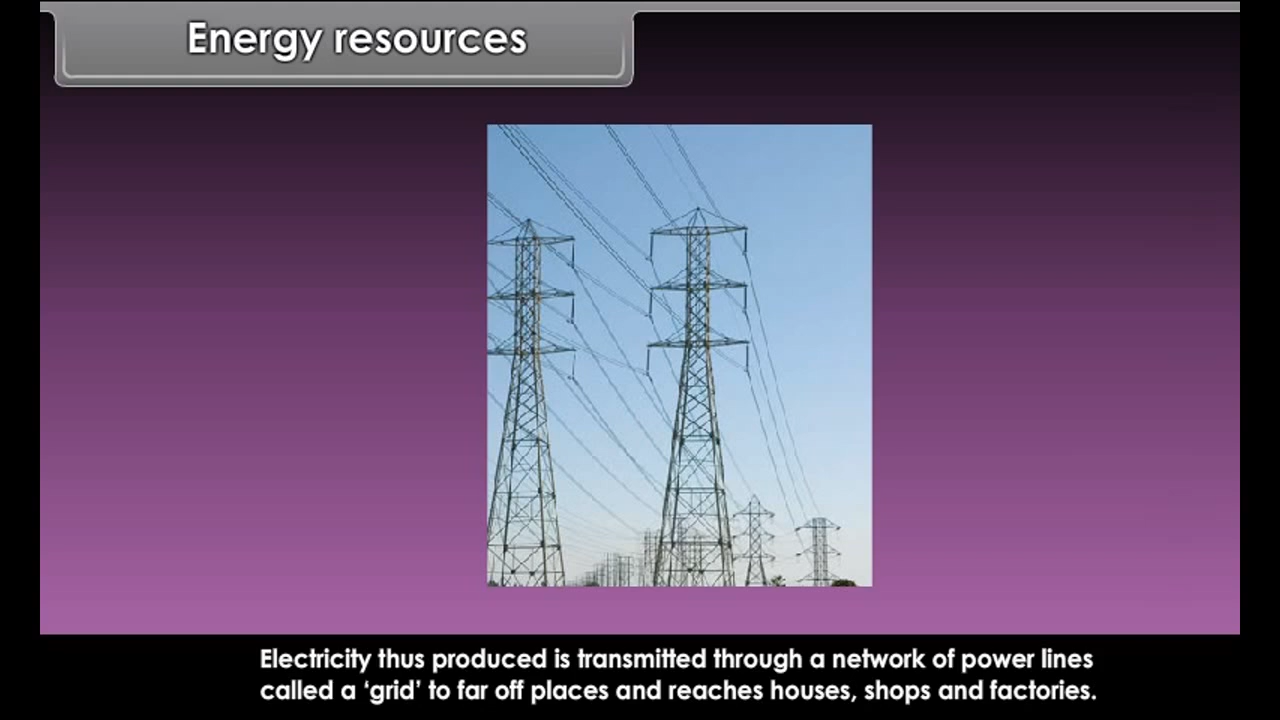 Energy resources
Electricity thus produced is transmitted through a network of power lines
called a ‘grid’ to far off places and reaches houses, shops and factories.